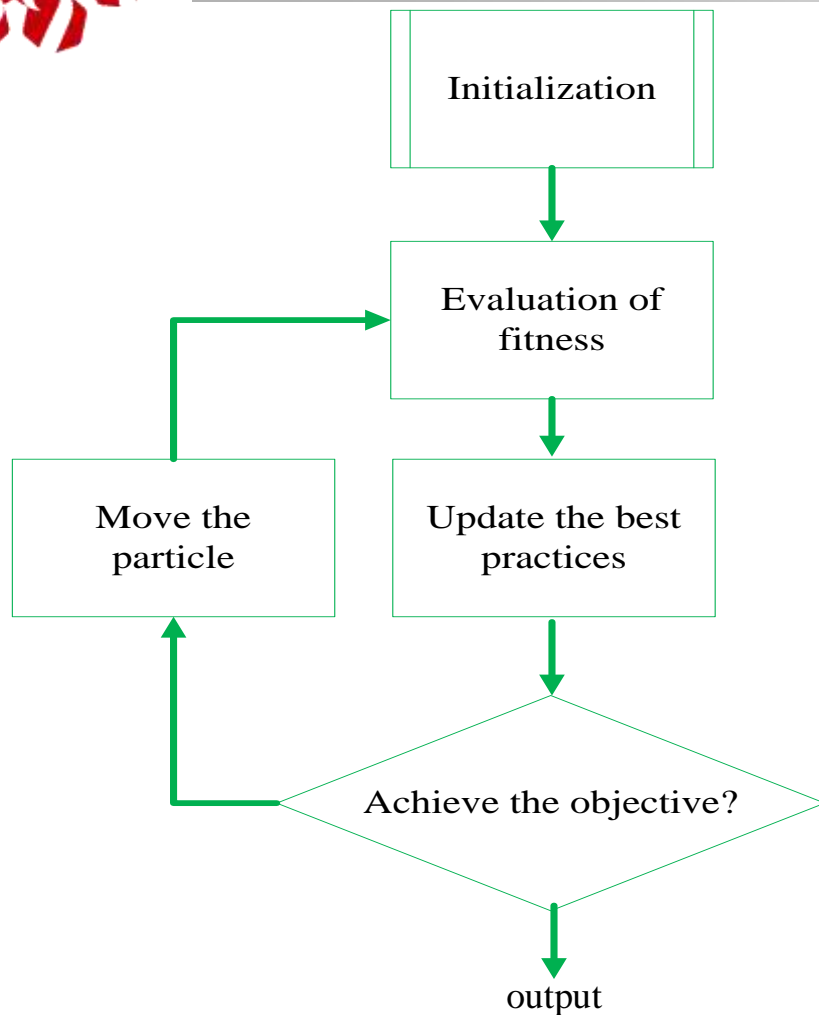 Initialization
Evaluation of
fitness
Move the
particle
Update the best
practices
Achieve the objective?
output